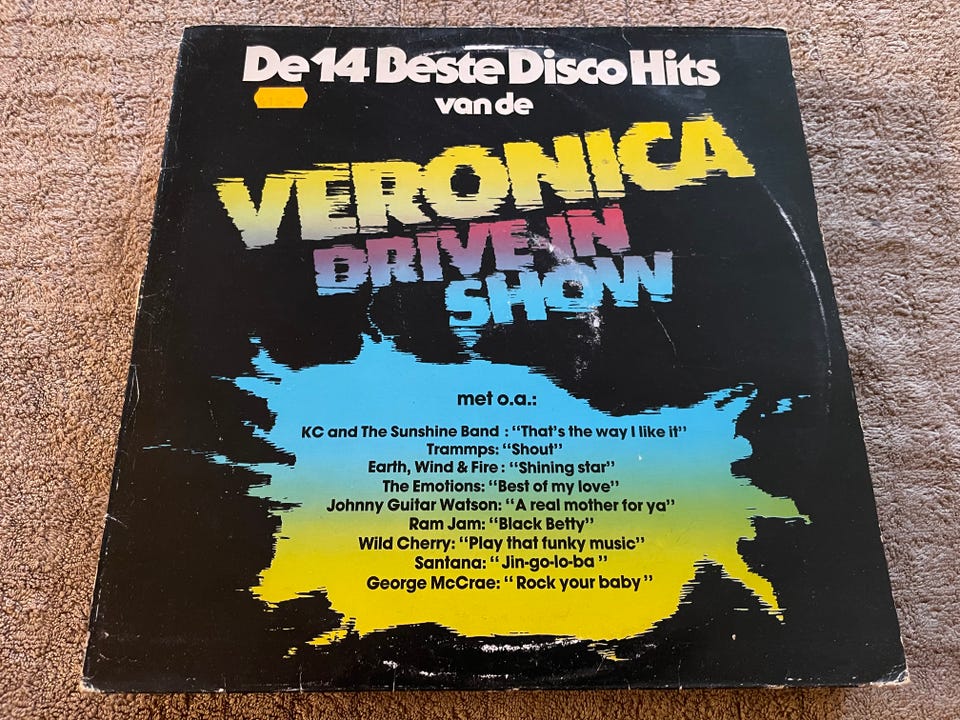 De 14 Beste Disco Hits
van de
VERONICA
DRIVE IN
SHOW
met o.a.:
KC and The Sunshine Band : "That's the way I like it"
Trammps: "Shout"
Earth, Wind & Fire : "Shining star"
The Emotions: "Best of my love"
Johnny Guitar Watson: "A real mother for ya"
Ram Jam: "Black Betty"
Wild Cherry: "Play that funky music"
Santana: " Jin-go-lo-ba "
George McCrae: " Rock your baby "